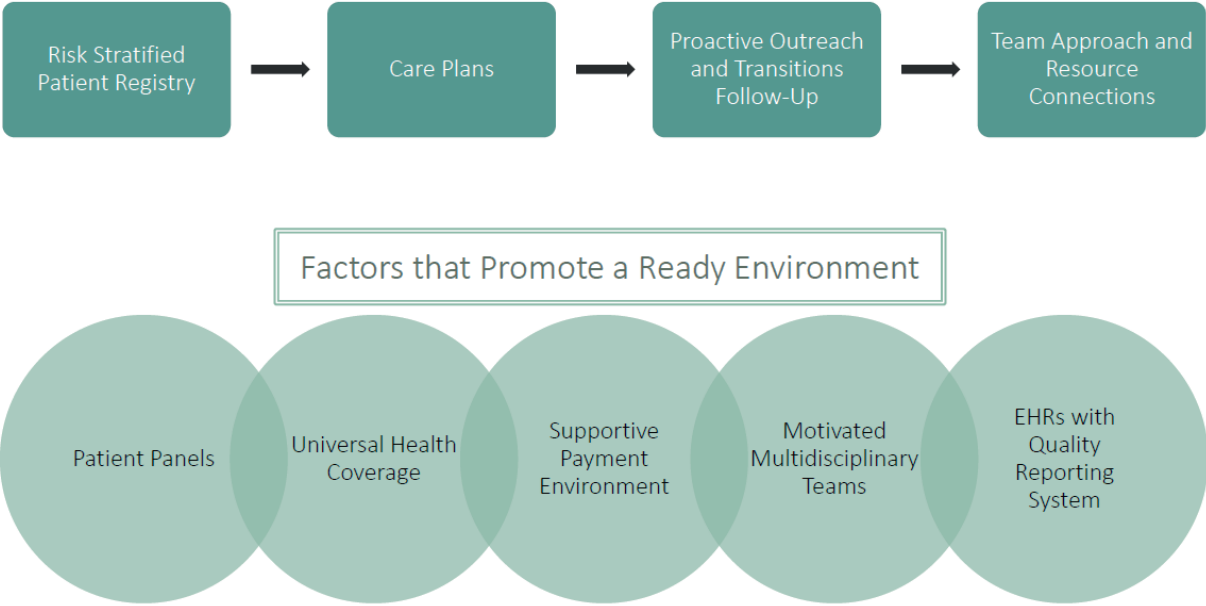 Risk Stratified
Patient Registry
Care Plans
Proactive Outreach
and Transitions
Follow-Up
Team Approach and
Resource
Connections
Factors that Promote a Ready Environment
Patient Panels
Universal Health
Coverage
Supportive
Payment
Environment
Motivated
Multidisciplinary
Teams
EHRs with
Quality
Reporting
System